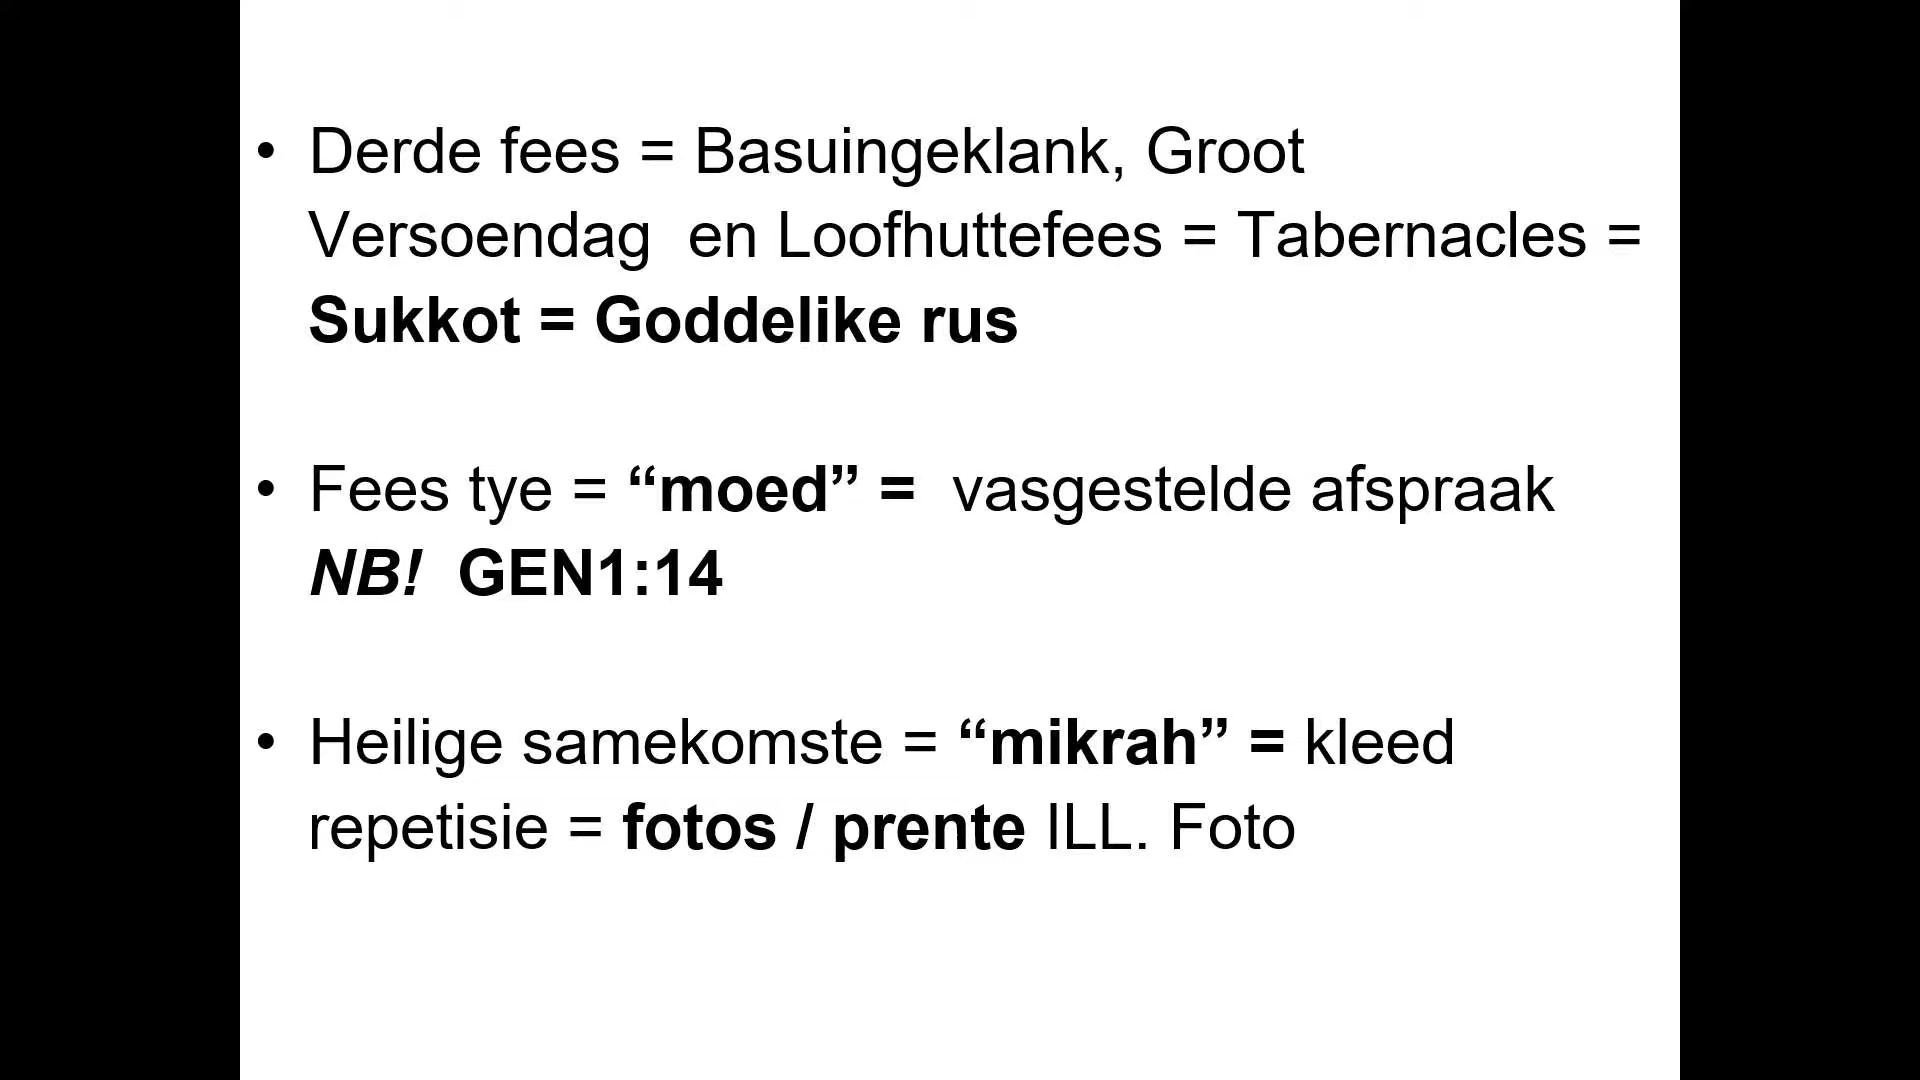 • Derde fees = Basuingeklank, Groot
Versoendag en Loofhuttefees = Tabernacles =
Sukkot = Goddelike rus
• Fees tye = “moed” = vasgestelde afspraak
NB! GEN1:14
• Heilige samekomste = “mikrah” = kleed
repetisie = fotos / prente ILL. Foto